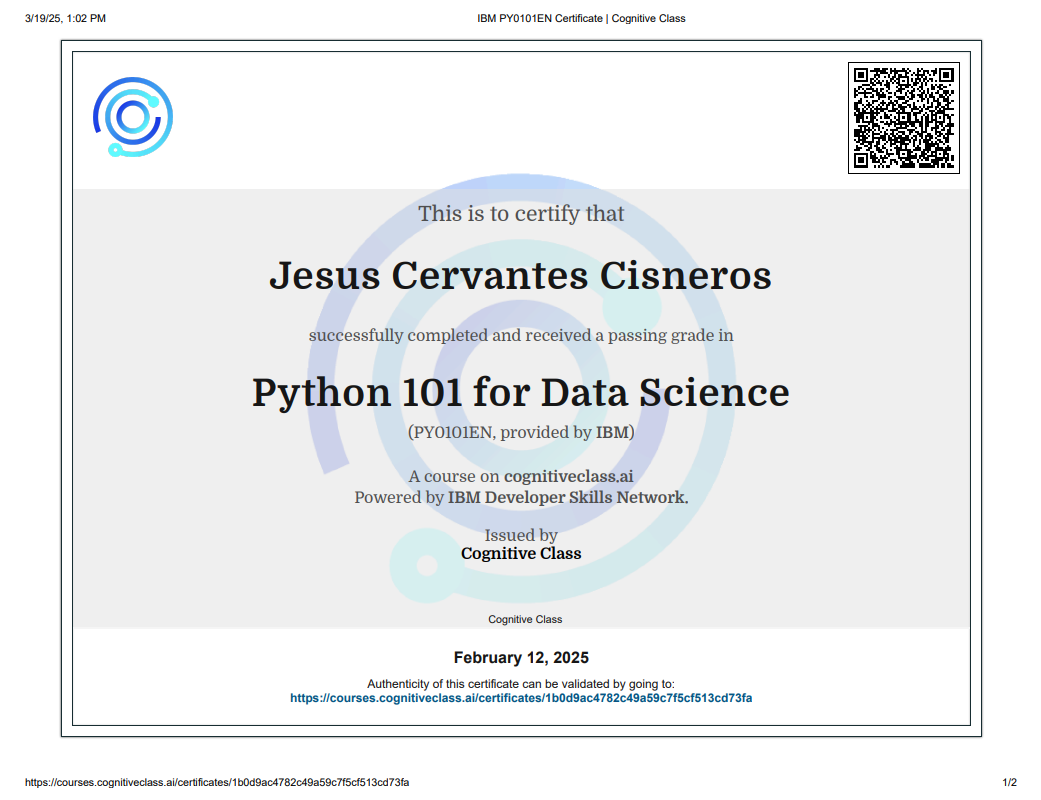 3/19/25, 1:02 PM
IBM PY0101EN Certificate | Cognitive Class
This is to certify that
Jesus Cervantes Cisneros
successfully completed and received a passing grade in
Python 101 for Data Science
(PY0101EN, provided by IBM)
A course on cognitiveclass.ai
Powered by IBM Developer Skills Network.
Issued by
Cognitive Class
Cognitive Class
February 12, 2025
Authenticity of this certificate can be validated by going to:
https://courses.cognitiveclass.ai/certificates/1b0d9ac4782c49a59c7f5cf513cd73fa
https://courses.cognitiveclass.ai/certificates/1b0d9ac4782c49a59c7f5cf513cd73fa
1/2